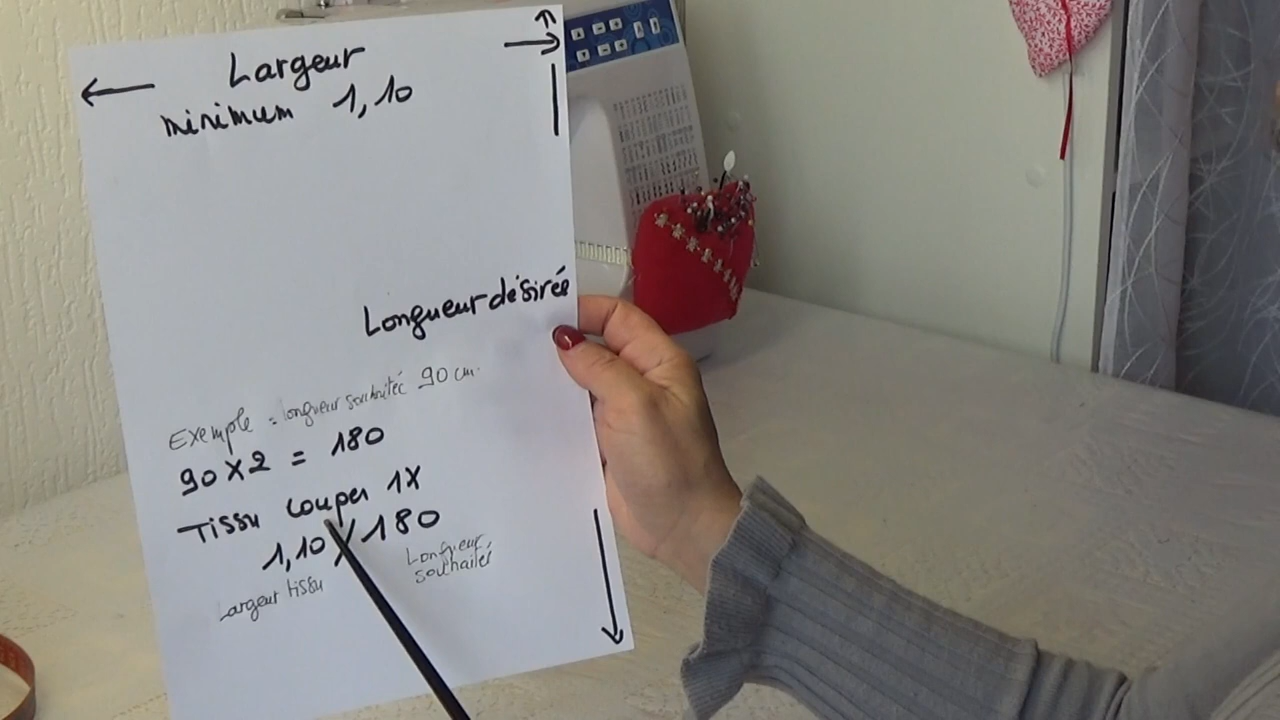 Largeur
minimum 1,10
Longueur désirée
Exemple = longueur souhaitée 90 cm.
90 X 2 = 180
Tissu couper 1X
1,10 / 180
Largeur tissu
Longueur
souhaiteé